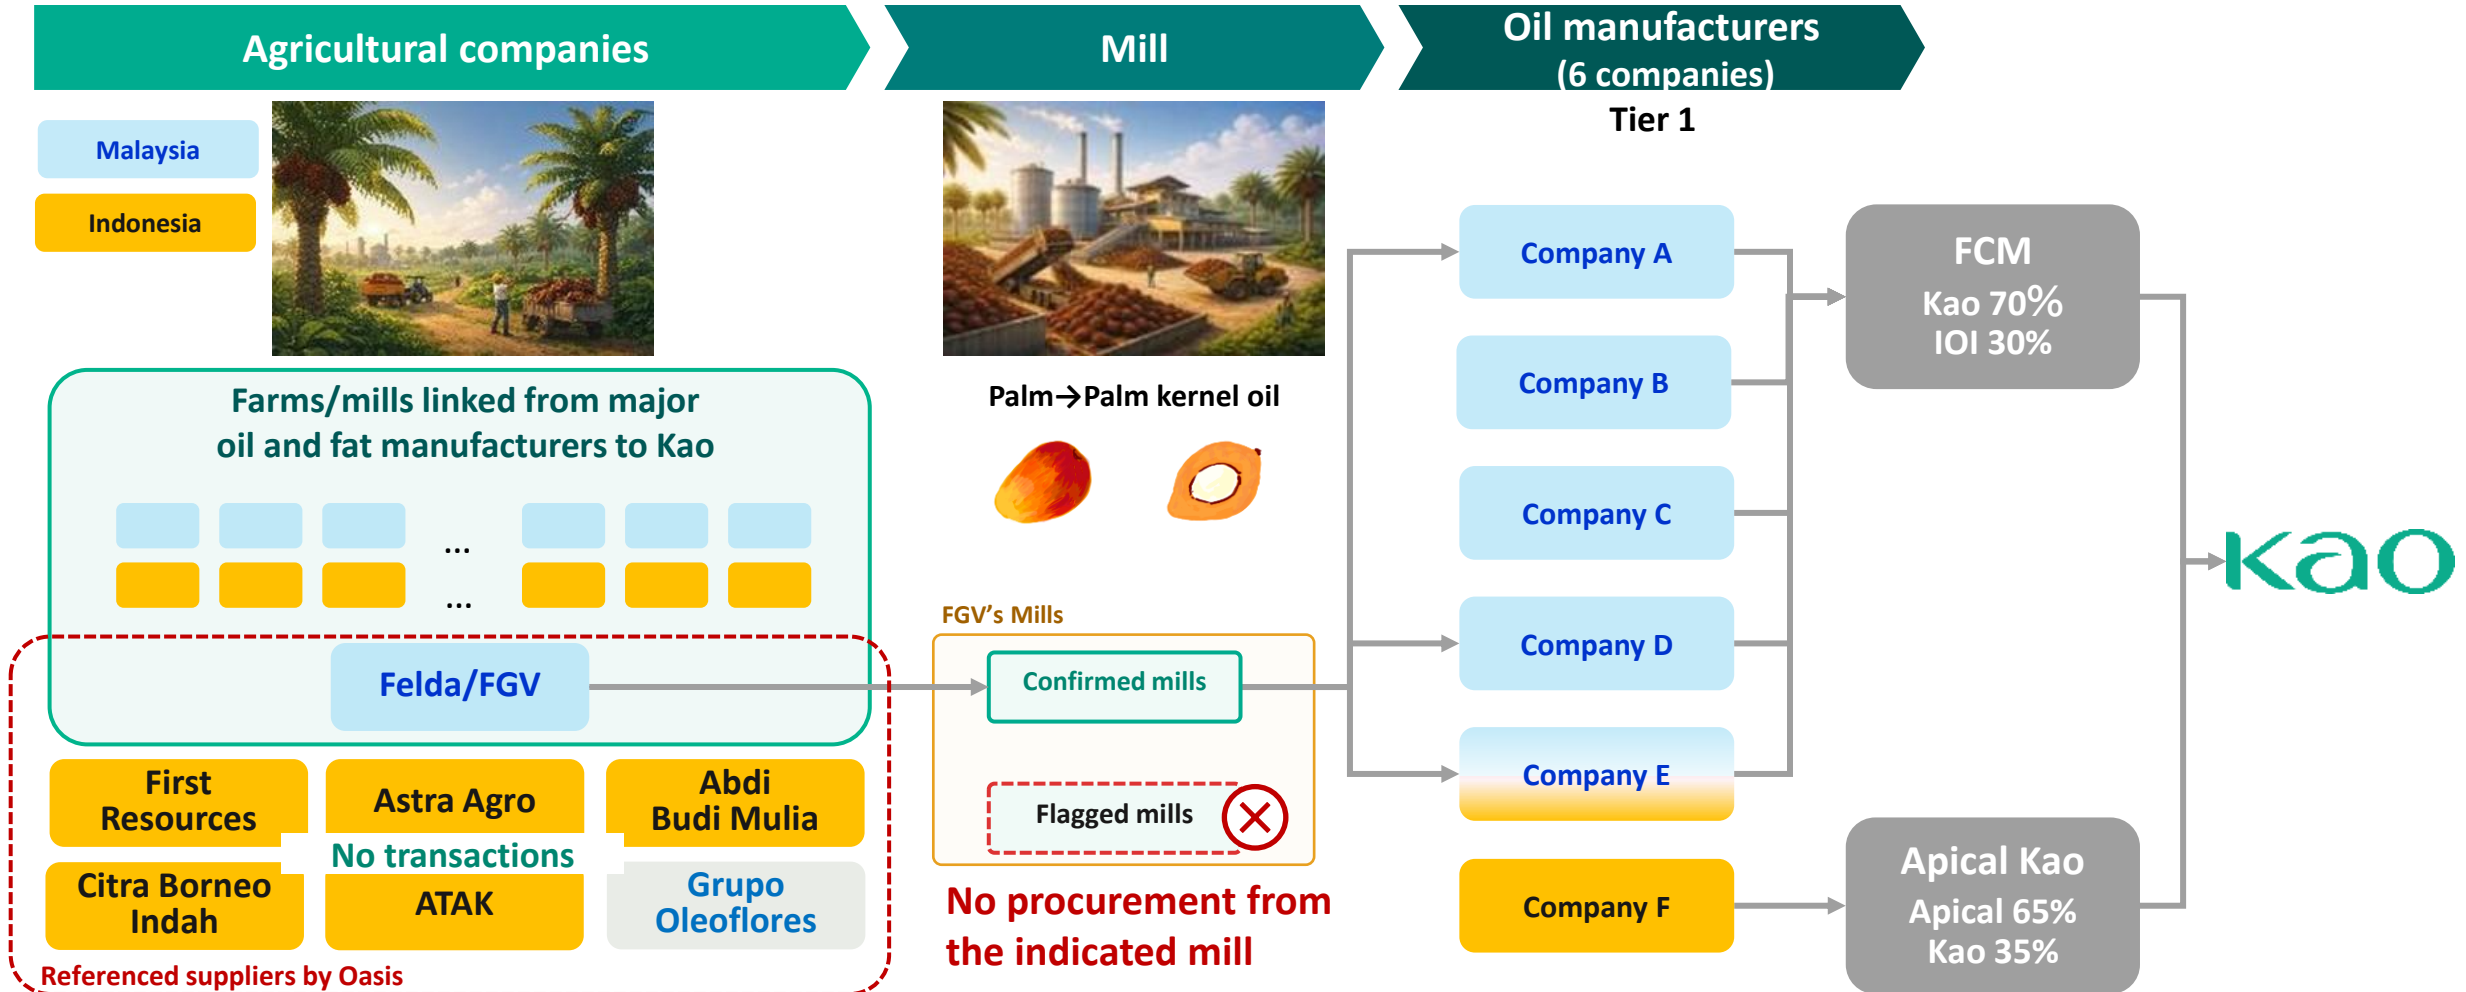 Agricultural companies
Mill
Oil manufacturers
(6 companies)
Tier 1
Malaysia
Indonesia
Farms/mills linked from major
oil and fat manufacturers to Kao
...
...
Felda/FGV
First
Resources
Astra Agro
Abdi
Budi Mulia
No transactions
Citra Borneo
Indah
ATAK
Grupo
Oleoflores
Referenced suppliers by Oasis
Palm→Palm kernel oil
FGV's Mills
Confirmed mills
Flagged mills
No procurement from
the indicated mill
Company A
Company B
Company C
Company D
Company E
Company F
FCM
Kao 70%
IOI 30%
Apical Kao
Apical 65%
Kao 35%
kao